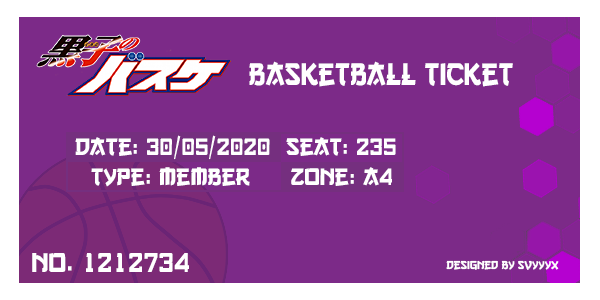 黒子の
バスケ
BASKETBALL TICKET
DATE: 30/05/2020 SEAT: 235
TYPE: MEMBER ZONE: A4
NO. 1212734
DESIGNED BY SVYYYX